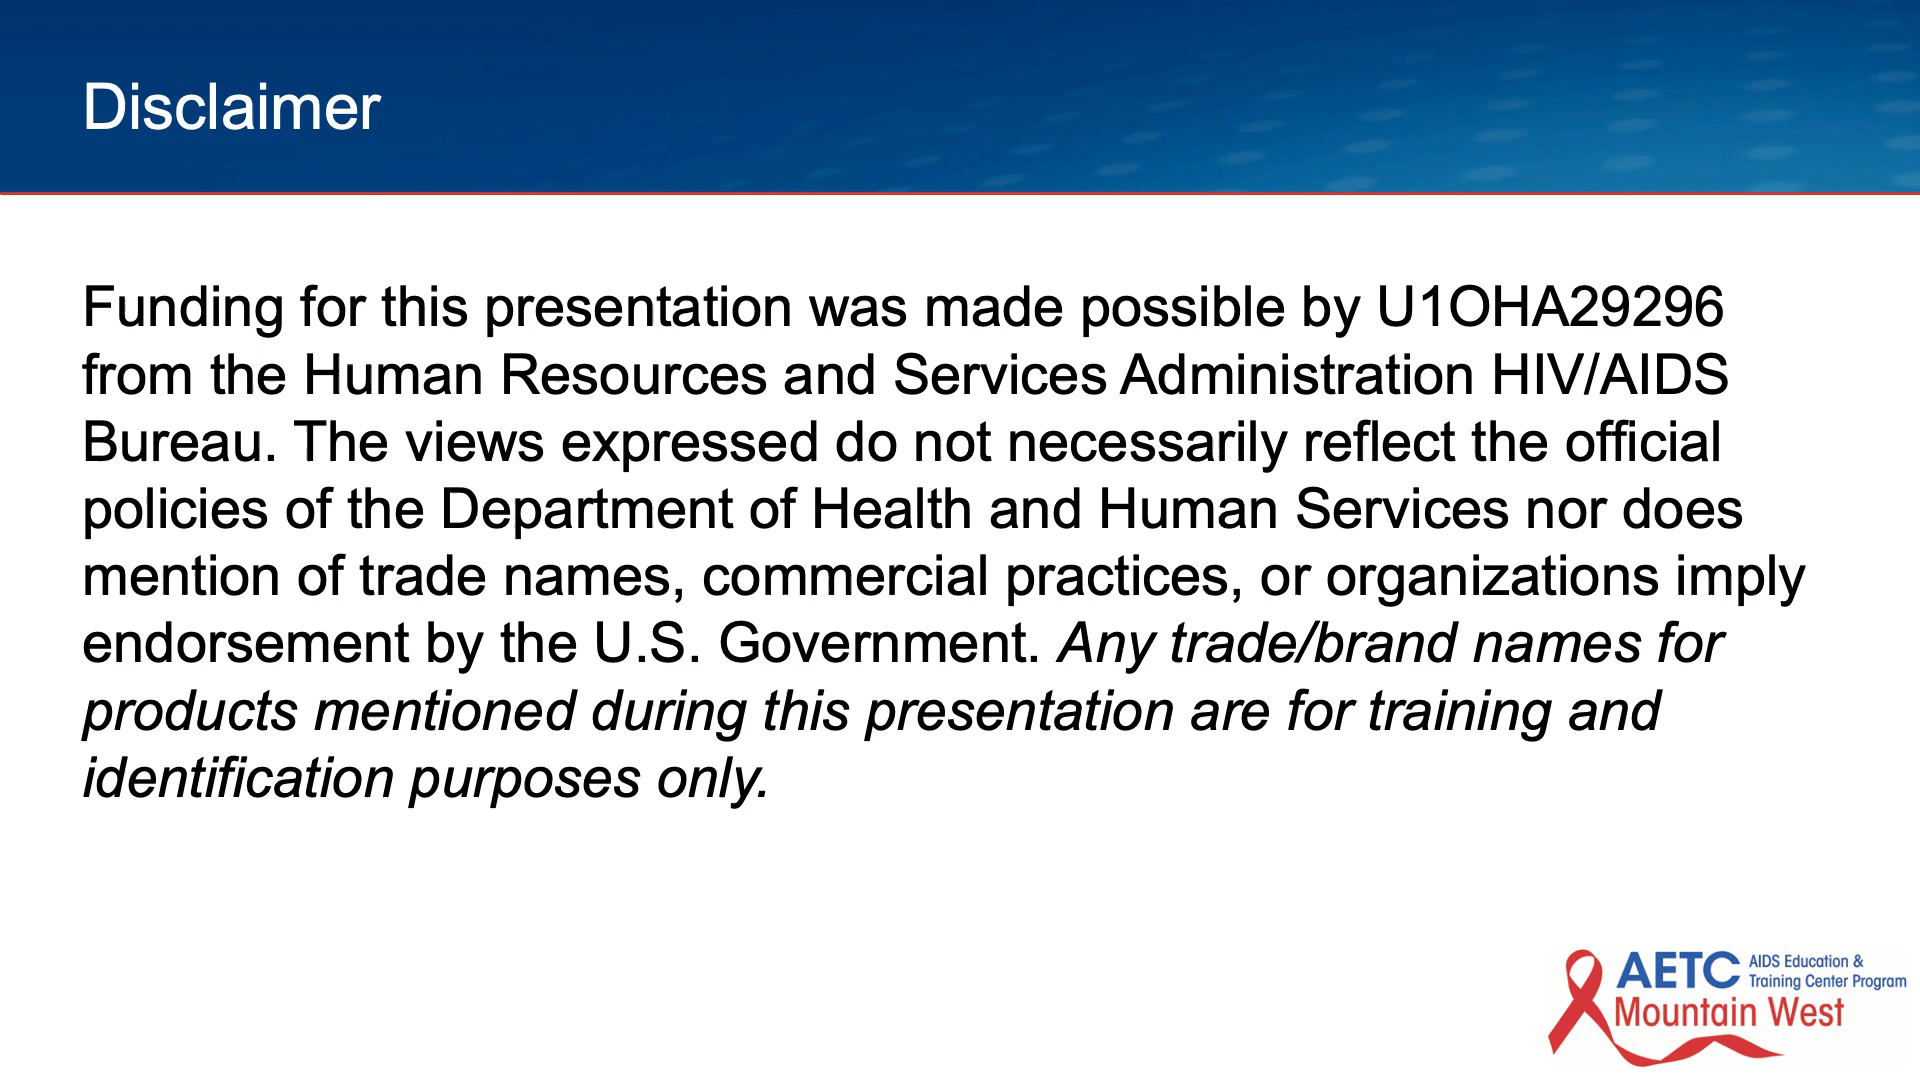 Disclaimer
Funding for this presentation was made possible by U1OHA29296
from the Human Resources and Services Administration HIV/AIDS
Bureau. The views expressed do not necessarily reflect the official
policies of the Department of Health and Human Services nor does
mention of trade names, commercial practices, or organizations imply
endorsement by the U.S. Government. Any trade/brand names for
products mentioned during this presentation are for training and
identification purposes only.
AETC AIDS Education &
Training Center Program
Mountain West